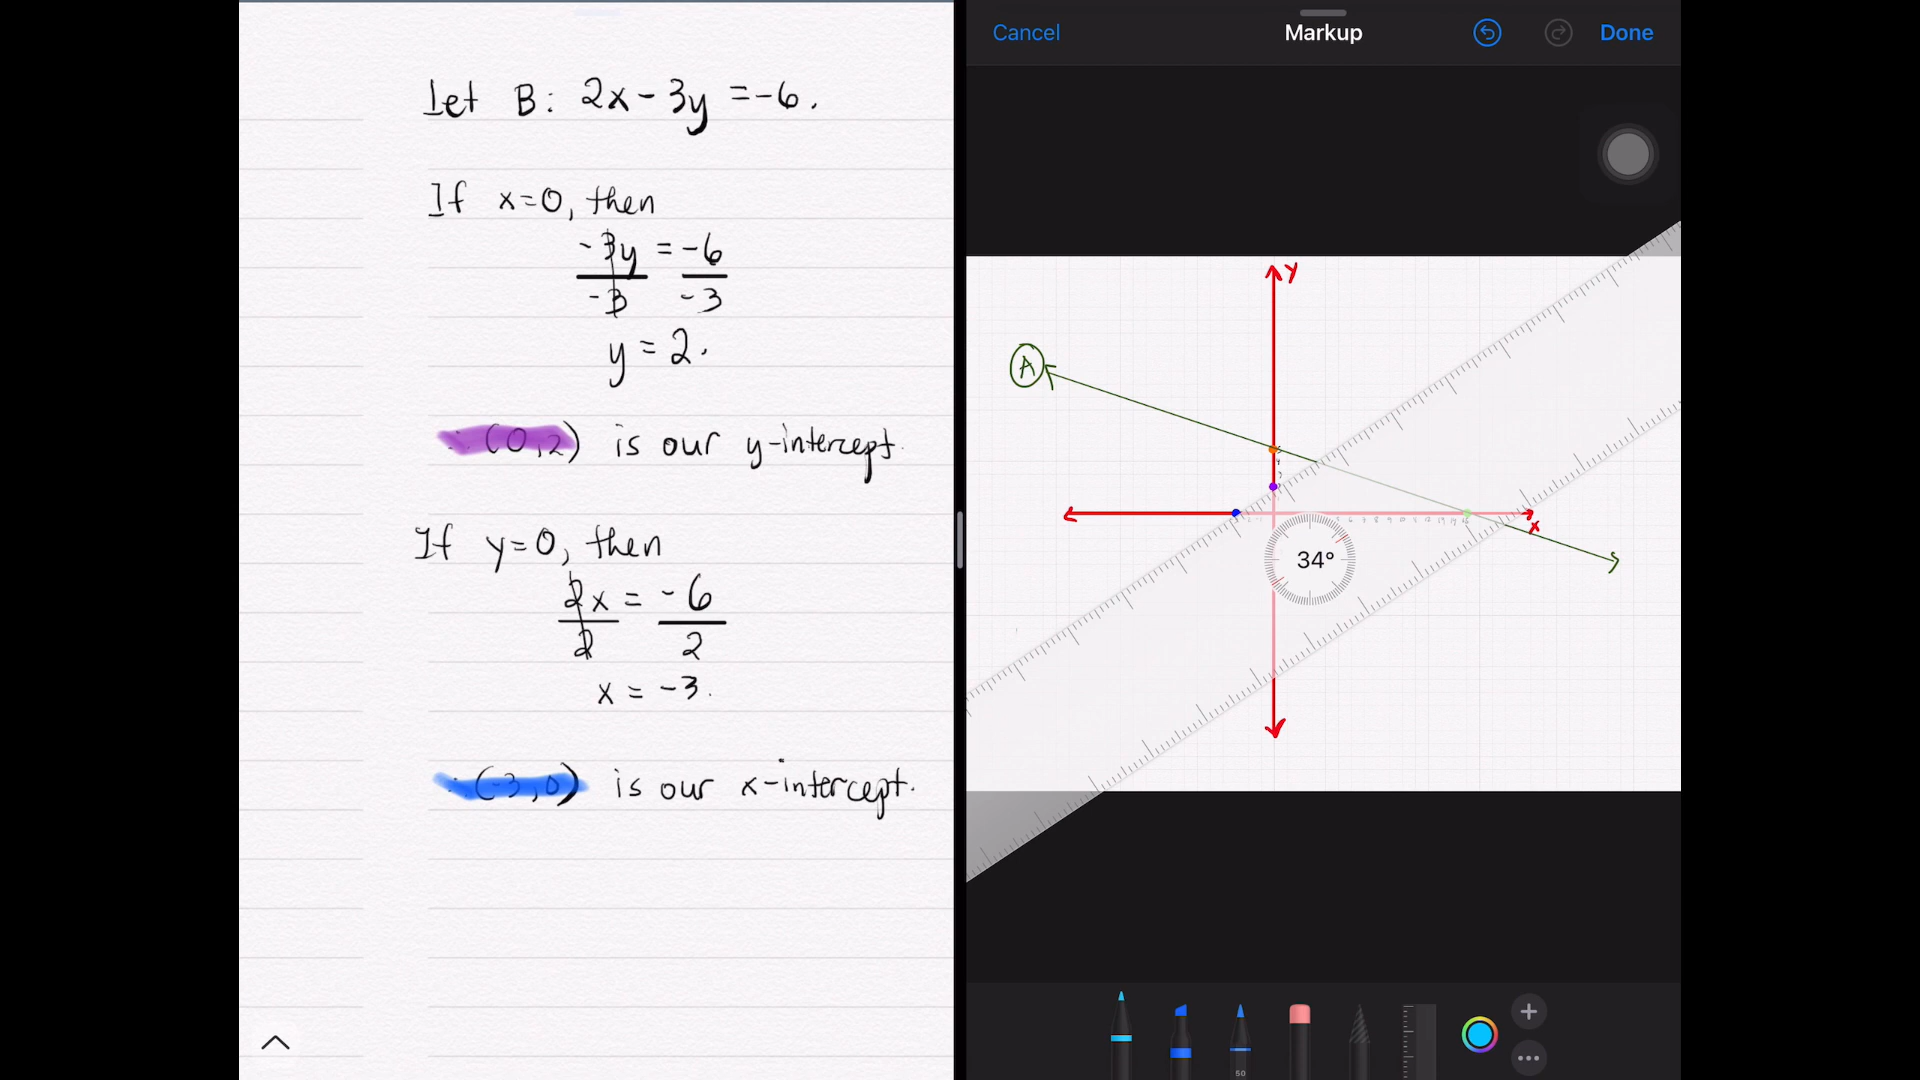 Let B: 2x - 3y = -6.
If x=0, then
-3y = -6
-3 -3
y = 2.
∴ (0,2) is our y-intercept.
If y=0, then
2x = -6
2 2
x = -3.
∴ (-3,0) is our x-intercept.
Cancel Markup Done
y
A
x
34°
50